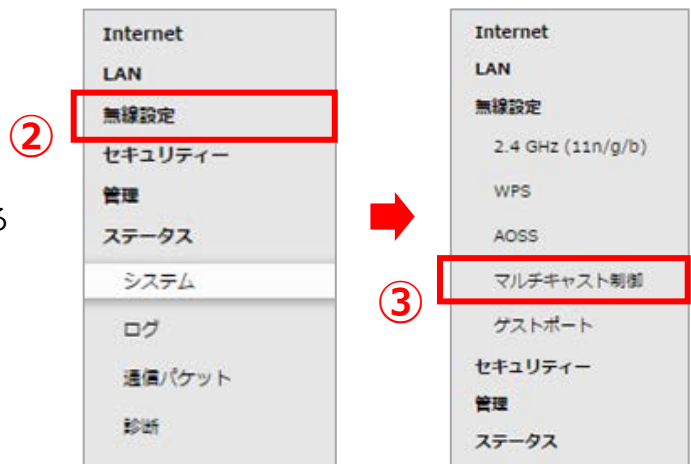 Internet
LAN
②
無線設定
セキュリティー
管理
る
ステータス
システム
ログ
通信パケット
診断
Internet
LAN
無線設定
2.4 GHz (11n/g/b)
WPS
AOSS
③
マルチキャスト制御
ゲストポート
セキュリティー
管理
ステータス